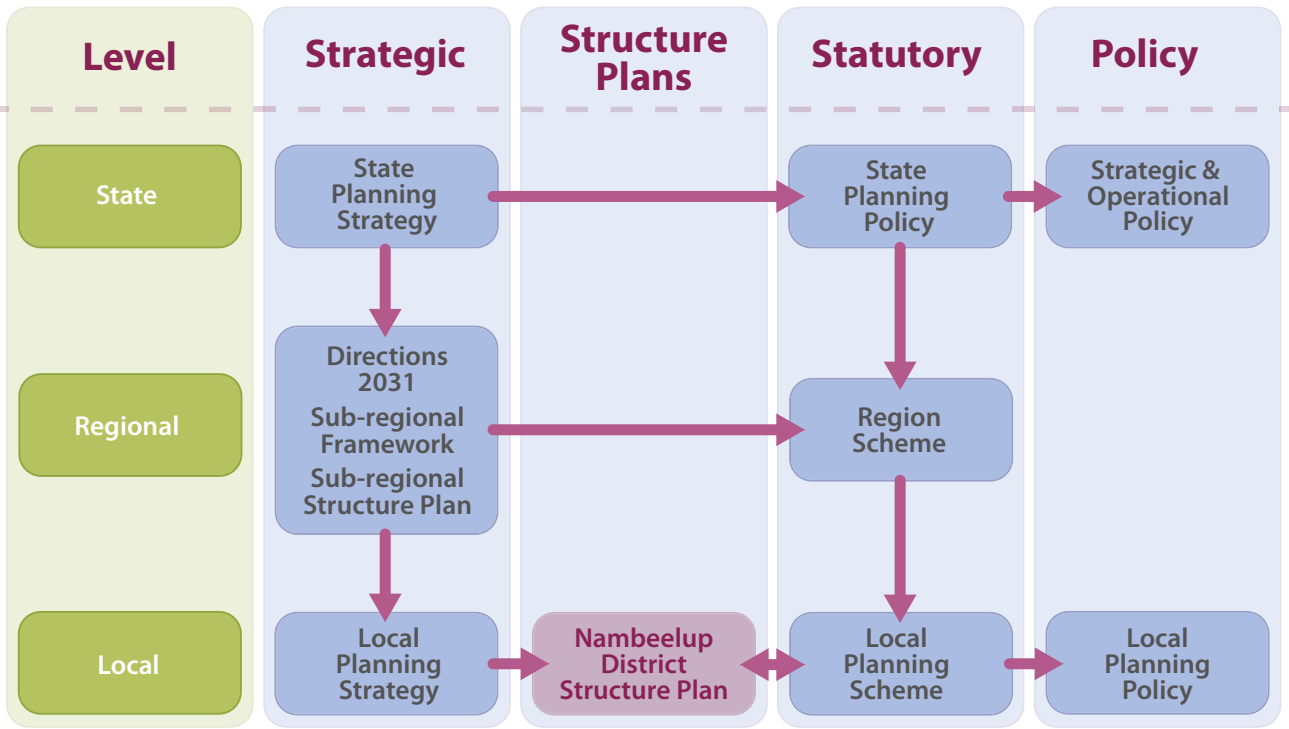 Level
Strategic
Structure
Plans
Statutory
Policy
State
State
Planning
Strategy
State
Planning
Policy
Strategic &
Operational
Policy
Regional
Directions
2031
Sub-regional
Framework
Sub-regional
Structure Plan
Region
Scheme
Local
Local
Planning
Strategy
Nambeelup
District
Structure Plan
Local
Planning
Scheme
Local
Planning
Policy